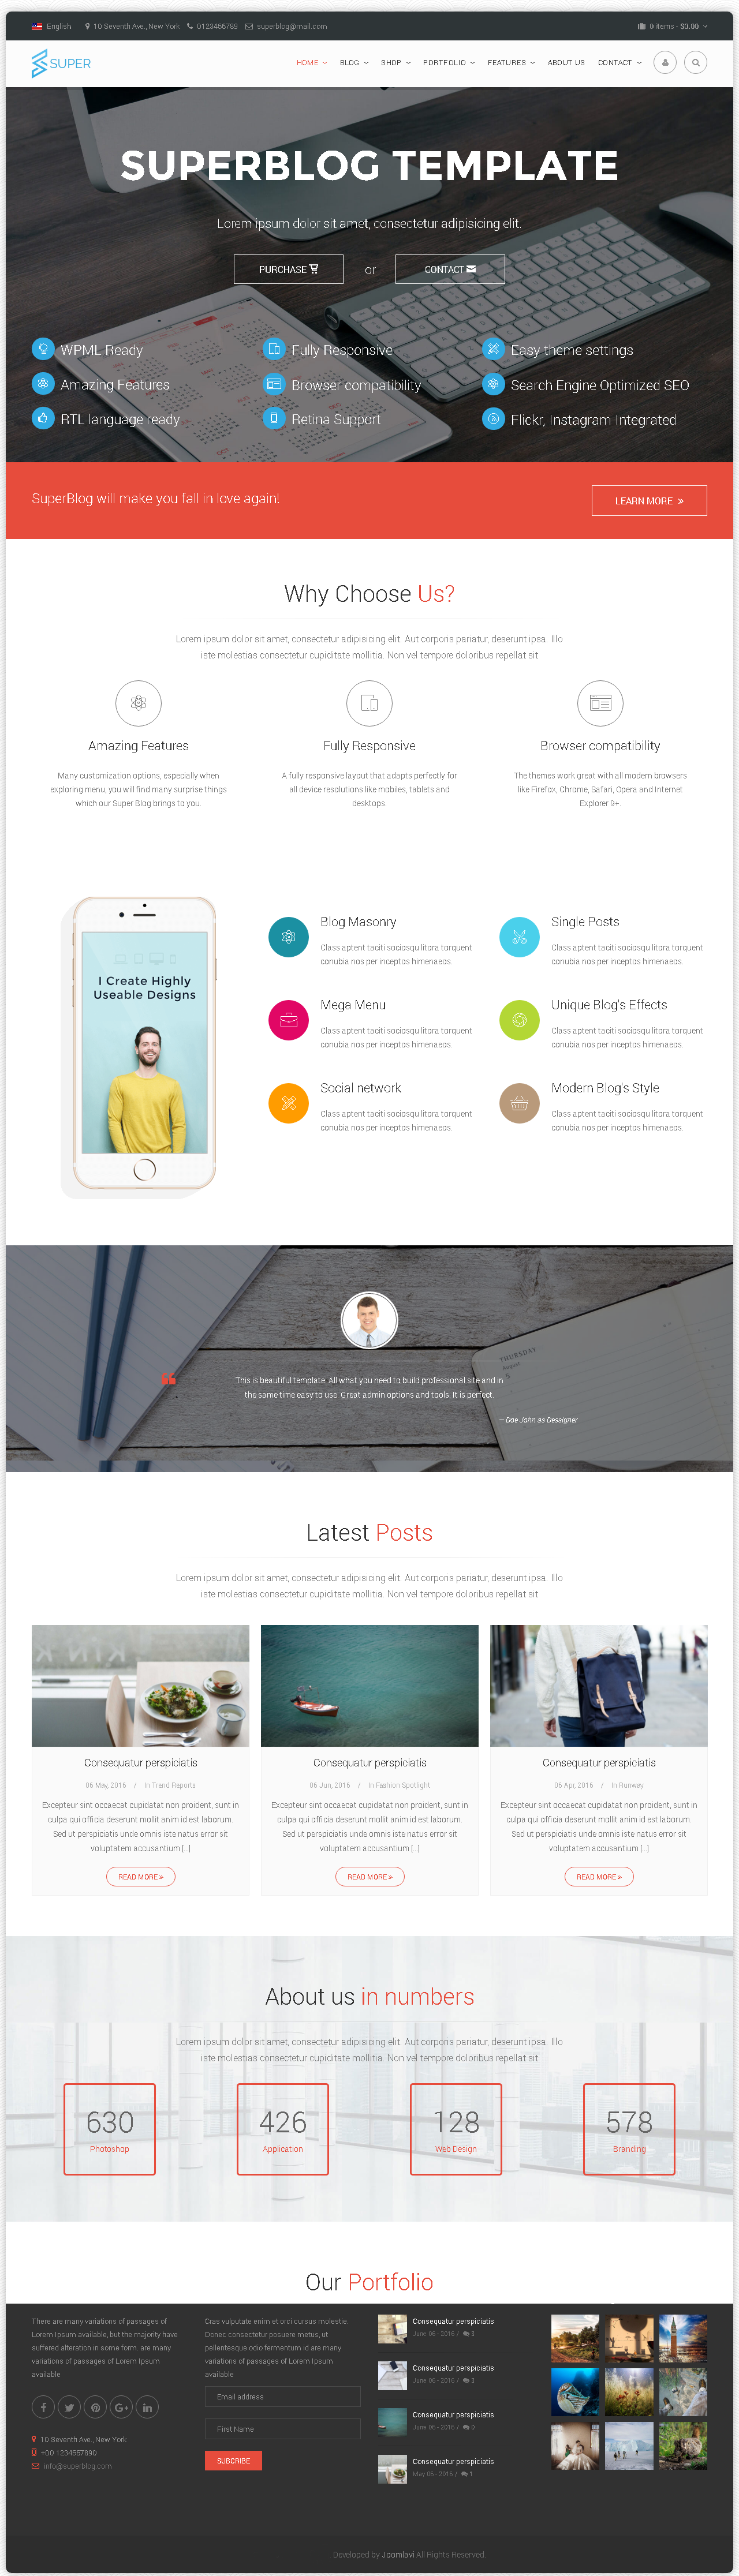 English 10 Seventh Ave., New York 0123456789 superblog@mail.com 0 items - $0.00
SUPER HOME BLOG SHOP PORTFOLIO FEATURES ABOUT US CONTACT
SUPERBLOG TEMPLATE
Lorem ipsum dolor sit amet, consectetur adipisicing elit.
PURCHASE or CONTACT
WPML Ready Fully Responsive Easy theme settings
Amazing Features Browser compatibility Search Engine Optimized SEO
RTL language ready Retina Support Flickr, Instagram Integrated
SuperBlog will make you fall in love again! LEARN MORE »
Why Choose Us?
Lorem ipsum dolor sit amet, consectetur adipisicing elit. Aut corporis pariatur, deserunt ipsa. Illo
iste molestias consectetur cupiditate mollitia. Non vel tempore doloribus repellat sit
Amazing Features
Many customization options, especially when
exploring menu, you will find many surprise things
which our Super Blog brings to you.
Fully Responsive
A fully responsive layout that adapts perfectly for
all device resolutions like mobiles, tablets and
desktops.
Browser compatibility
The themes work great with all modern browsers
like Firefox, Chrome, Safari, Opera and Internet
Explorer 9+.
I Create Highly
Useable Designs
Blog Masonry
Class aptent taciti sociosqu litora torquent
conubia nos per inceptos himenaeos.
Single Posts
Class aptent taciti sociosqu litora torquent
conubia nos per inceptos himenaeos.
Mega Menu
Class aptent taciti sociosqu litora torquent
conubia nos per inceptos himenaeos.
Unique Blog's Effects
Class aptent taciti sociosqu litora torquent
conubia nos per inceptos himenaeos.
Social network
Class aptent taciti sociosqu litora torquent
conubia nos per inceptos himenaeos.
Modern Blog's Style
Class aptent taciti sociosqu litora torquent
conubia nos per inceptos himenaeos.
THURSDAY
This is beautiful template. All what you need to build professional site and in
the same time easy to use. Great admin options and tools. It is perfect.
— Doe John as Dessigner
Latest Posts
Lorem ipsum dolor sit amet, consectetur adipisicing elit. Aut corporis pariatur, deserunt ipsa. Illo
iste molestias consectetur cupiditate mollitia. Non vel tempore doloribus repellat sit
Consequatur perspiciatis
06 May, 2016 / In Trend Reports
Excepteur sint occaecat cupidatat non proident, sunt in
culpa qui officia deserunt mollit anim id est laborum.
Sed ut perspiciatis unde omnis iste natus error sit
voluptatem accusantium [...]
READ MORE »
Consequatur perspiciatis
06 Jun, 2016 / In Fashion Spotlight
Excepteur sint occaecat cupidatat non proident, sunt in
culpa qui officia deserunt mollit anim id est laborum.
Sed ut perspiciatis unde omnis iste natus error sit
voluptatem accusantium [...]
READ MORE »
Consequatur perspiciatis
06 Apr, 2016 / In Runway
Excepteur sint occaecat cupidatat non proident, sunt in
culpa qui officia deserunt mollit anim id est laborum.
Sed ut perspiciatis unde omnis iste natus error sit
voluptatem accusantium [...]
READ MORE »
About us in numbers
Lorem ipsum dolor sit amet, consectetur adipisicing elit. Aut corporis pariatur, deserunt ipsa. Illo
iste molestias consectetur cupiditate mollitia. Non vel tempore doloribus repellat sit
630 426 128 578
Photoshop Application Web Design Branding
Our Portfolio
There are many variations of passages of
Lorem Ipsum available, but the majority have
suffered alteration in some form. are many
variations of passages of Lorem Ipsum
available
10 Seventh Ave., New York
+00 1234567890
info@superblog.com
Cras vulputate enim et orci cursus molestie.
Donec consectetur posuere metus, ut
pellentesque odio fermentum id are many
variations of passages of Lorem Ipsum
available
Email address
First Name
SUBCRIBE
Consequatur perspiciatis
June 06 - 2016 / 3
Consequatur perspiciatis
June 06 - 2016 / 3
Consequatur perspiciatis
June 06 - 2016 / 0
Consequatur perspiciatis
May 06 - 2016 / 1
Developed by Joomlavi All Rights Reserved.